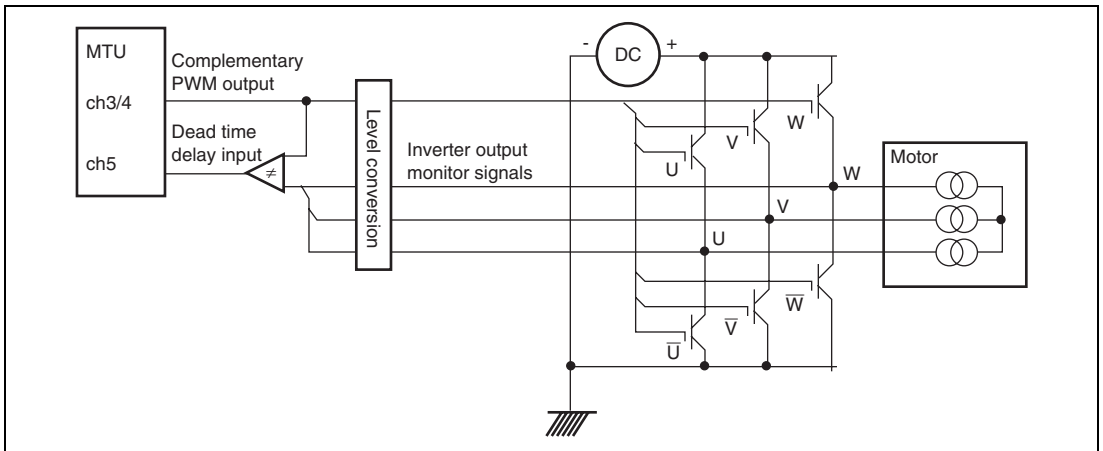 MTU
ch3/4
ch5
Complementary
PWM output
Dead time
delay input
≠
Level conversion
Inverter output
monitor signals
-
DC
+
W
V
U
W
V
U
W̅
V̅
U̅
Motor